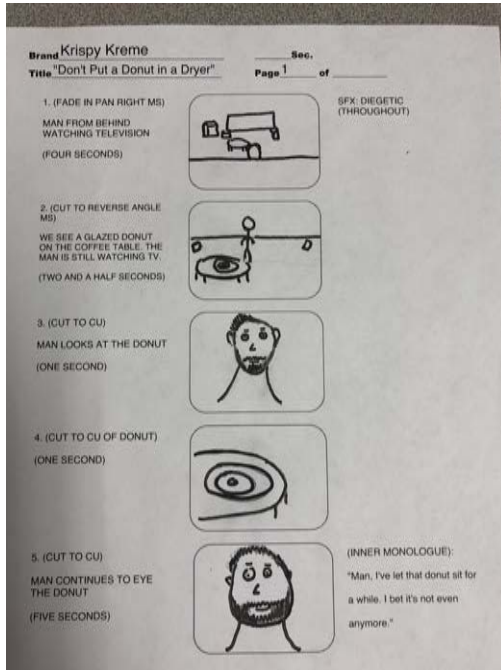 Brand Krispy Kreme Sec.
Title "Don't Put a Donut in a Dryer" Page 1 of
1. (FADE IN PAN RIGHT MS)
SFX: DIEGETIC
(THROUGHOUT)
MAN FROM BEHIND
WATCHING TELEVISION
(FOUR SECONDS)
2. (CUT TO REVERSE ANGLE
MS)
WE SEE A GLAZED DONUT
ON THE COFFEE TABLE. THE
MAN IS STILL WATCHING TV.
(TWO AND A HALF SECONDS)
3. (CUT TO CU)
MAN LOOKS AT THE DONUT
(ONE SECOND)
4. (CUT TO CU OF DONUT)
(ONE SECOND)
5. (CUT TO CU)
MAN CONTINUES TO EYE
THE DONUT
(FIVE SECONDS)
(INNER MONOLOGUE):
"Man, I've let that donut sit for
a while. I bet it's not even
anymore."